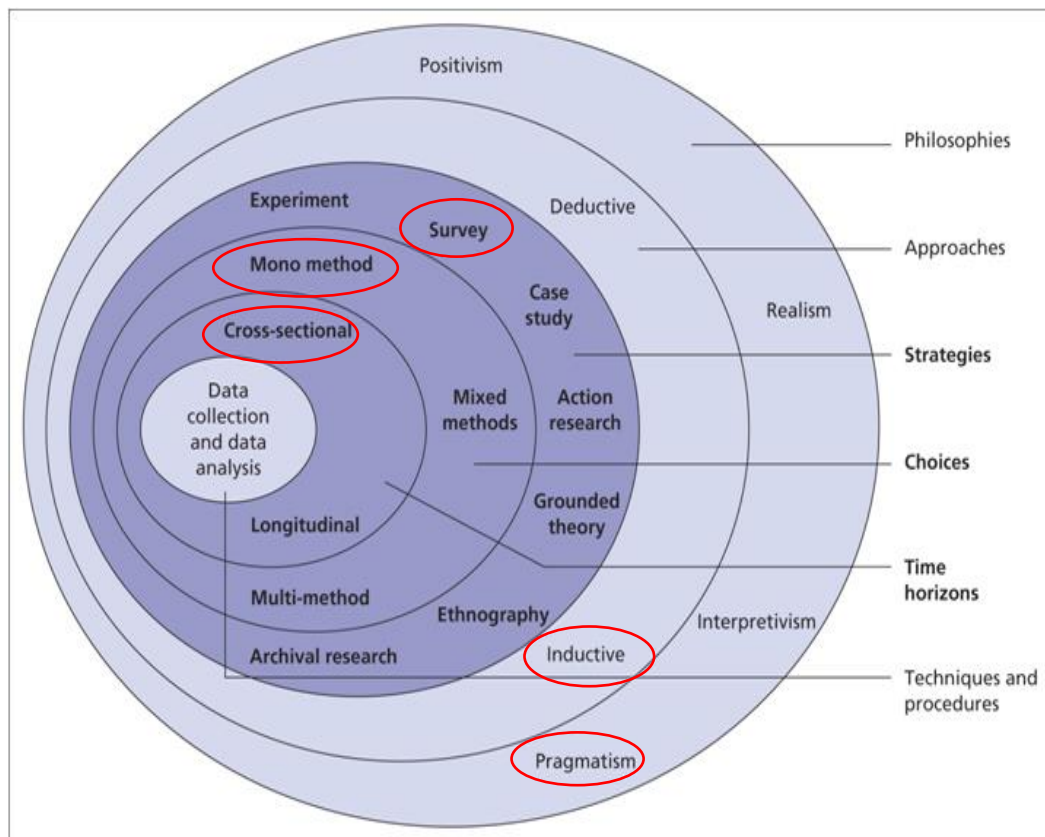 Positivism
Philosophies
Experiment
Deductive
Survey
Approaches
Mono method
Case
study
Realism
Cross-sectional
Strategies
Data
collection
and data
analysis
Mixed
methods
Action
research
Choices
Grounded
theory
Longitudinal
Time
horizons
Multi-method
Ethnography
Interpretivism
Archival research
Inductive
Techniques and
procedures
Pragmatism